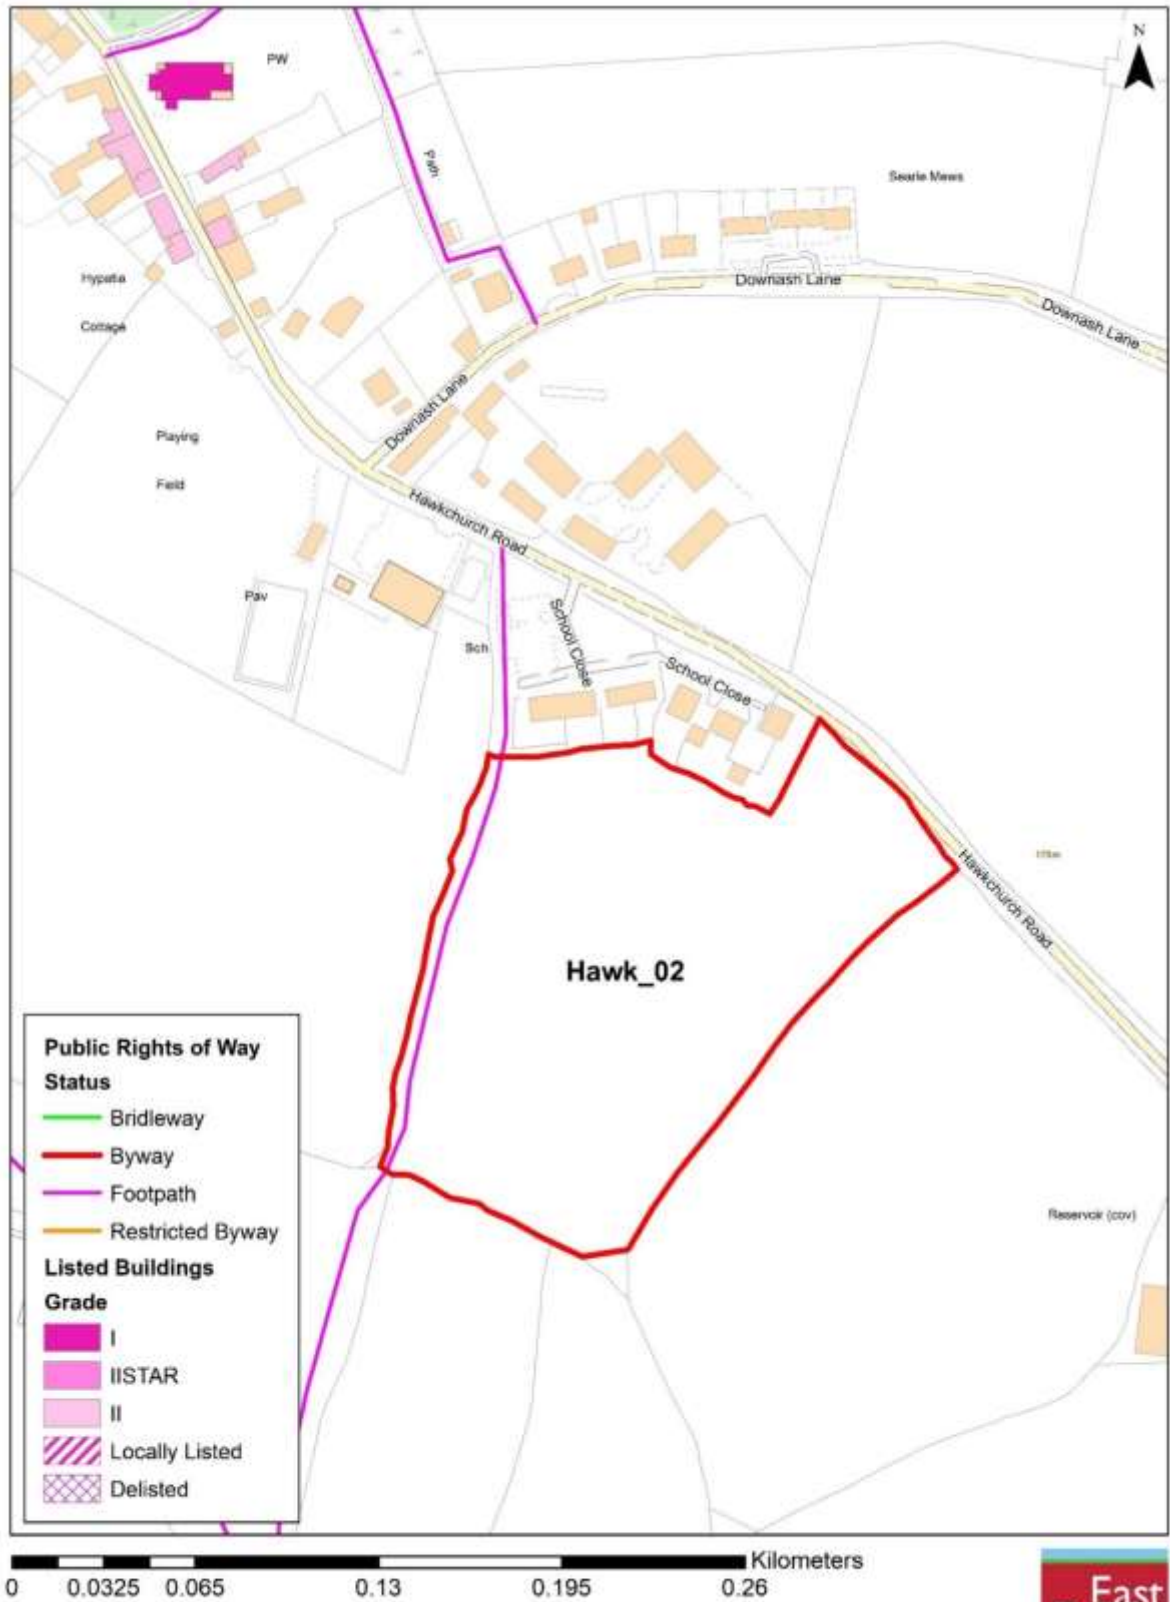 N
PW
Path
Searle Mews
Hypatia
Cottage
Downash Lane
Downash Lane
Downash Lane
Playing
Field
Hawkchurch Road
Pav
Sch
School Close
School Close
Hawkchurch Road
Hawk_02
Reservoir (cov)
Public Rights of Way
Status
Bridleway
Byway
Footpath
Restricted Byway
Listed Buildings
Grade
I
IISTAR
II
Locally Listed
Delisted
Kilometers
0 0.0325 0.065 0.13 0.195 0.26
East